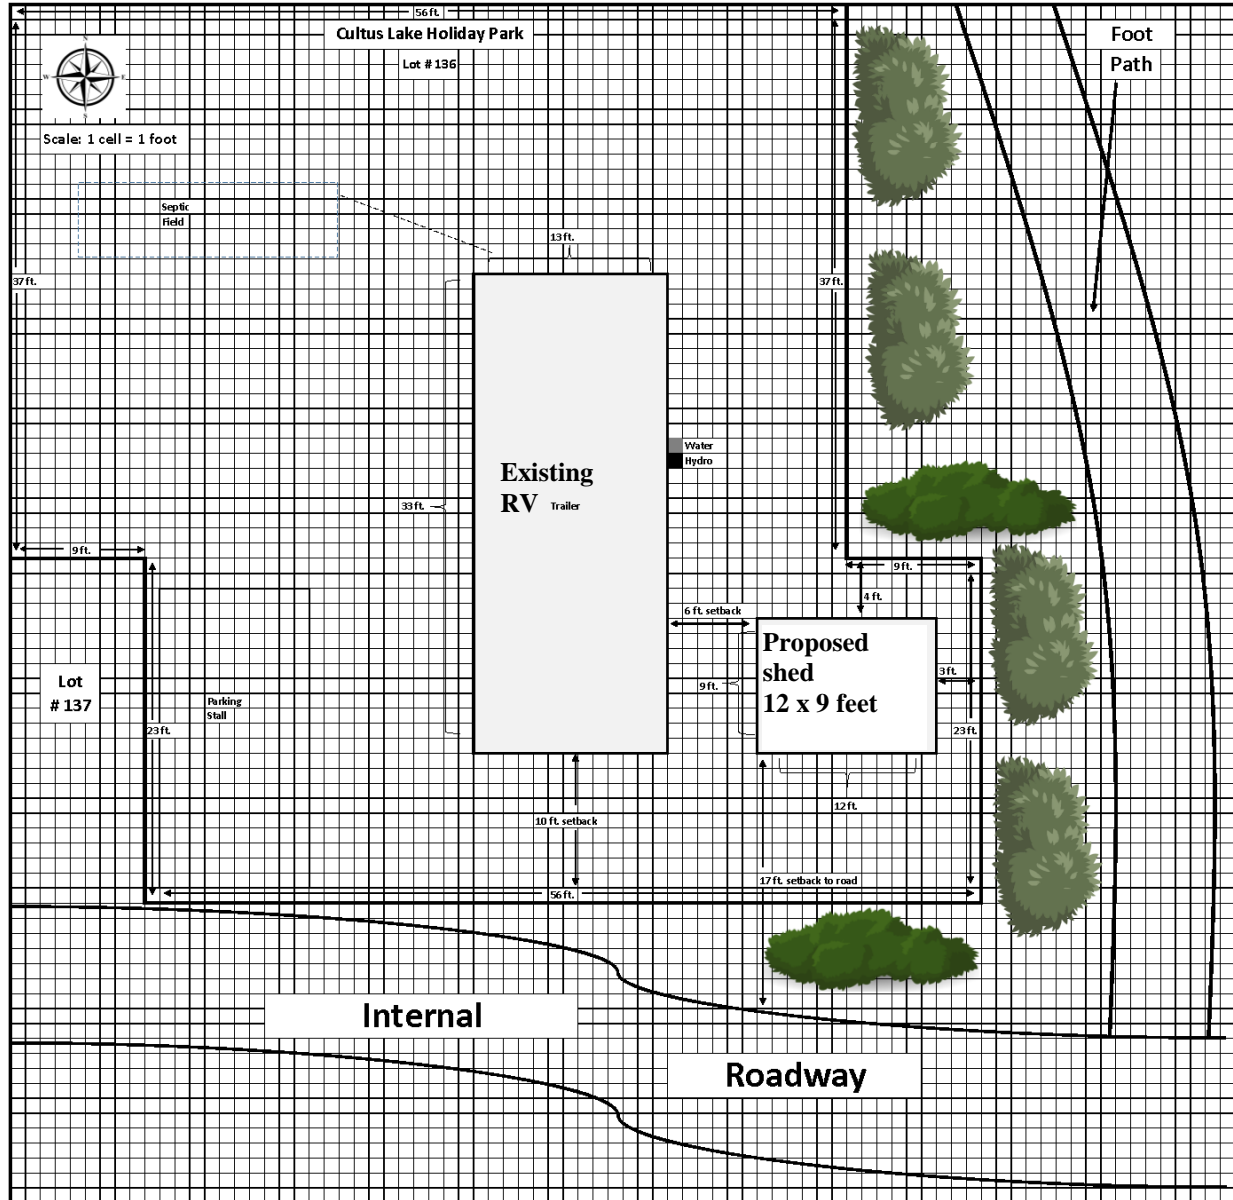 56 ft.
Cultus Lake Holiday Park
Lot # 136
Foot
Path
N
W
E
S
Scale: 1 cell = 1 foot
Septic
Field
13 ft.
37 ft.
37 ft.
Water
Hydro
Existing
RV Trailer
33 ft.
9 ft.
9 ft.
4 ft.
6 ft. setback
Proposed
shed
12 x 9 feet
3 ft.
9 ft.
Lot
# 137
Parking
Stall
23 ft.
23 ft.
12 ft.
10 ft. setback
17 ft. setback to road
56 ft.
Internal
Roadway